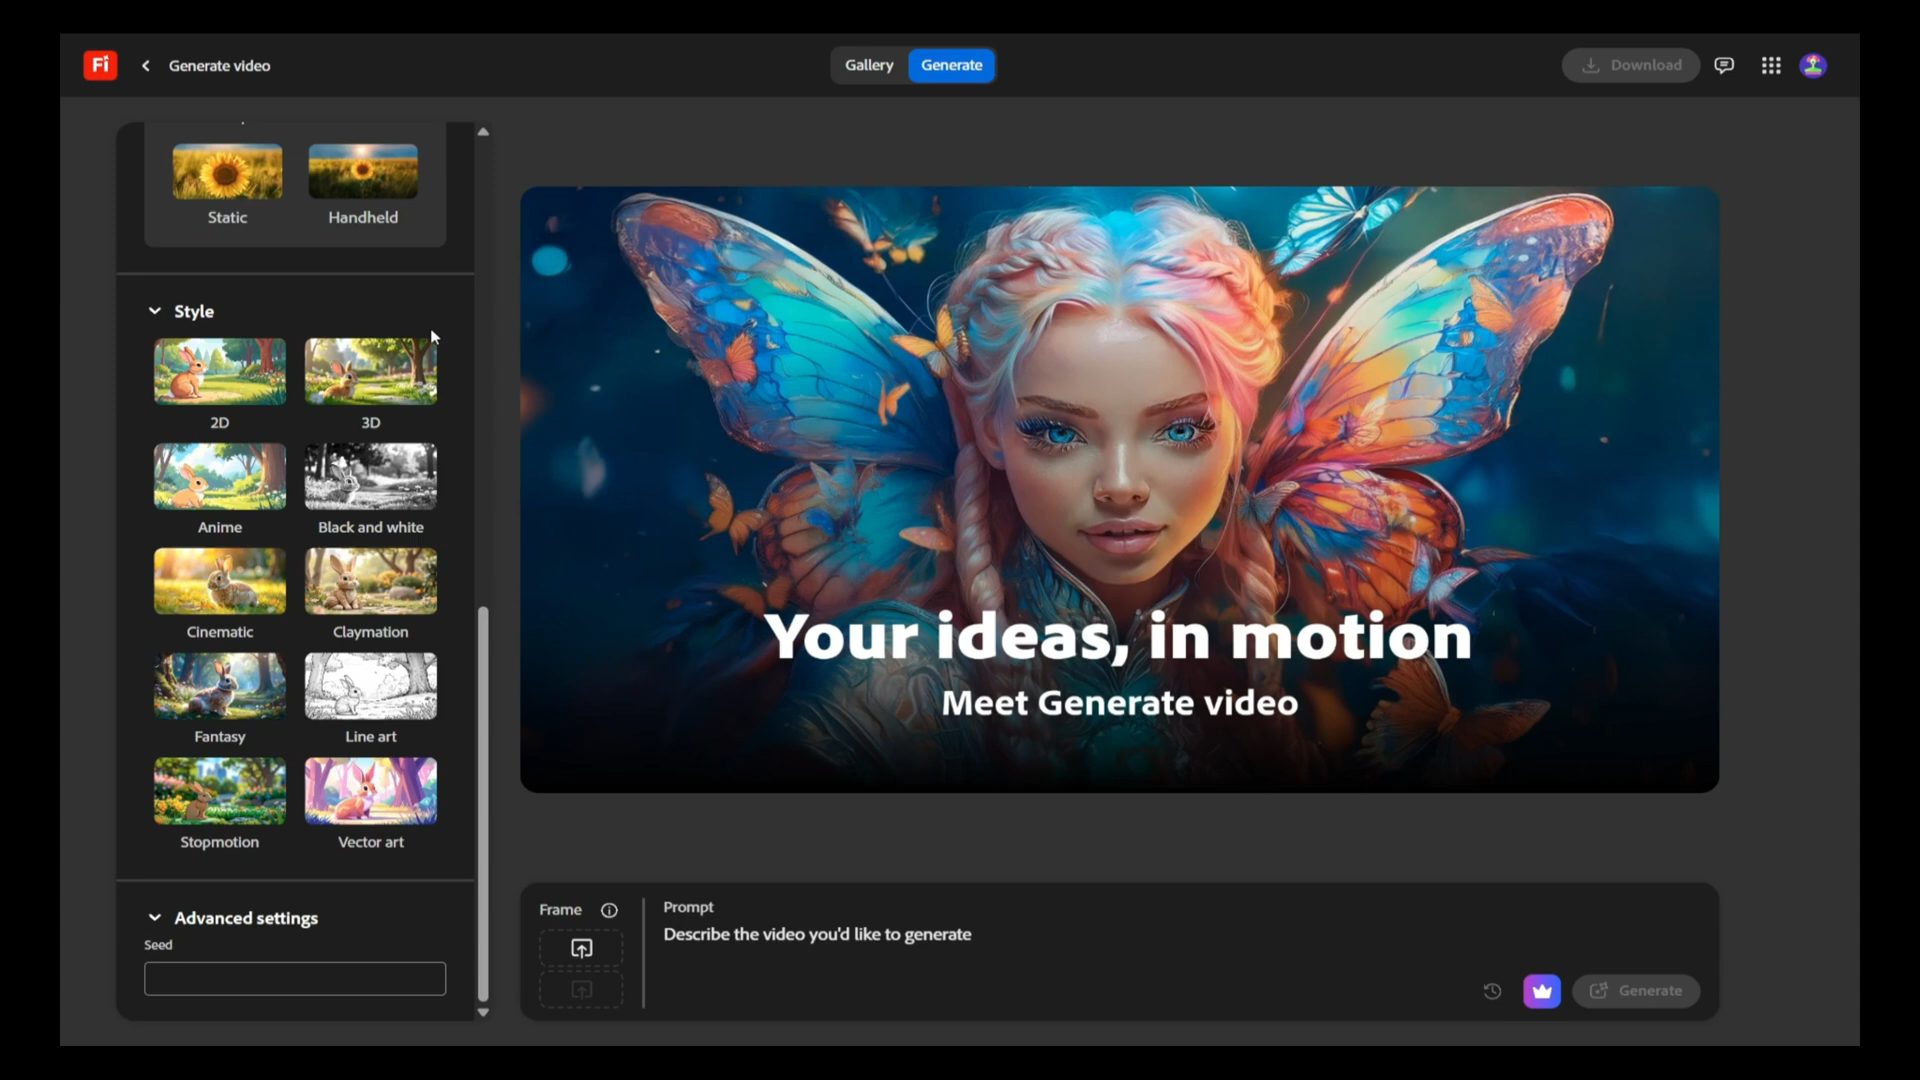 Fi
Generate video
Gallery
Generate
Download
Static
Handheld
Style
2D
3D
Anime
Black and white
Cinematic
Claymation
Fantasy
Line art
Stopmotion
Vector art
Advanced settings
Seed
Your ideas, in motion
Meet Generate video
Frame
Prompt
Describe the video you'd like to generate
Generate